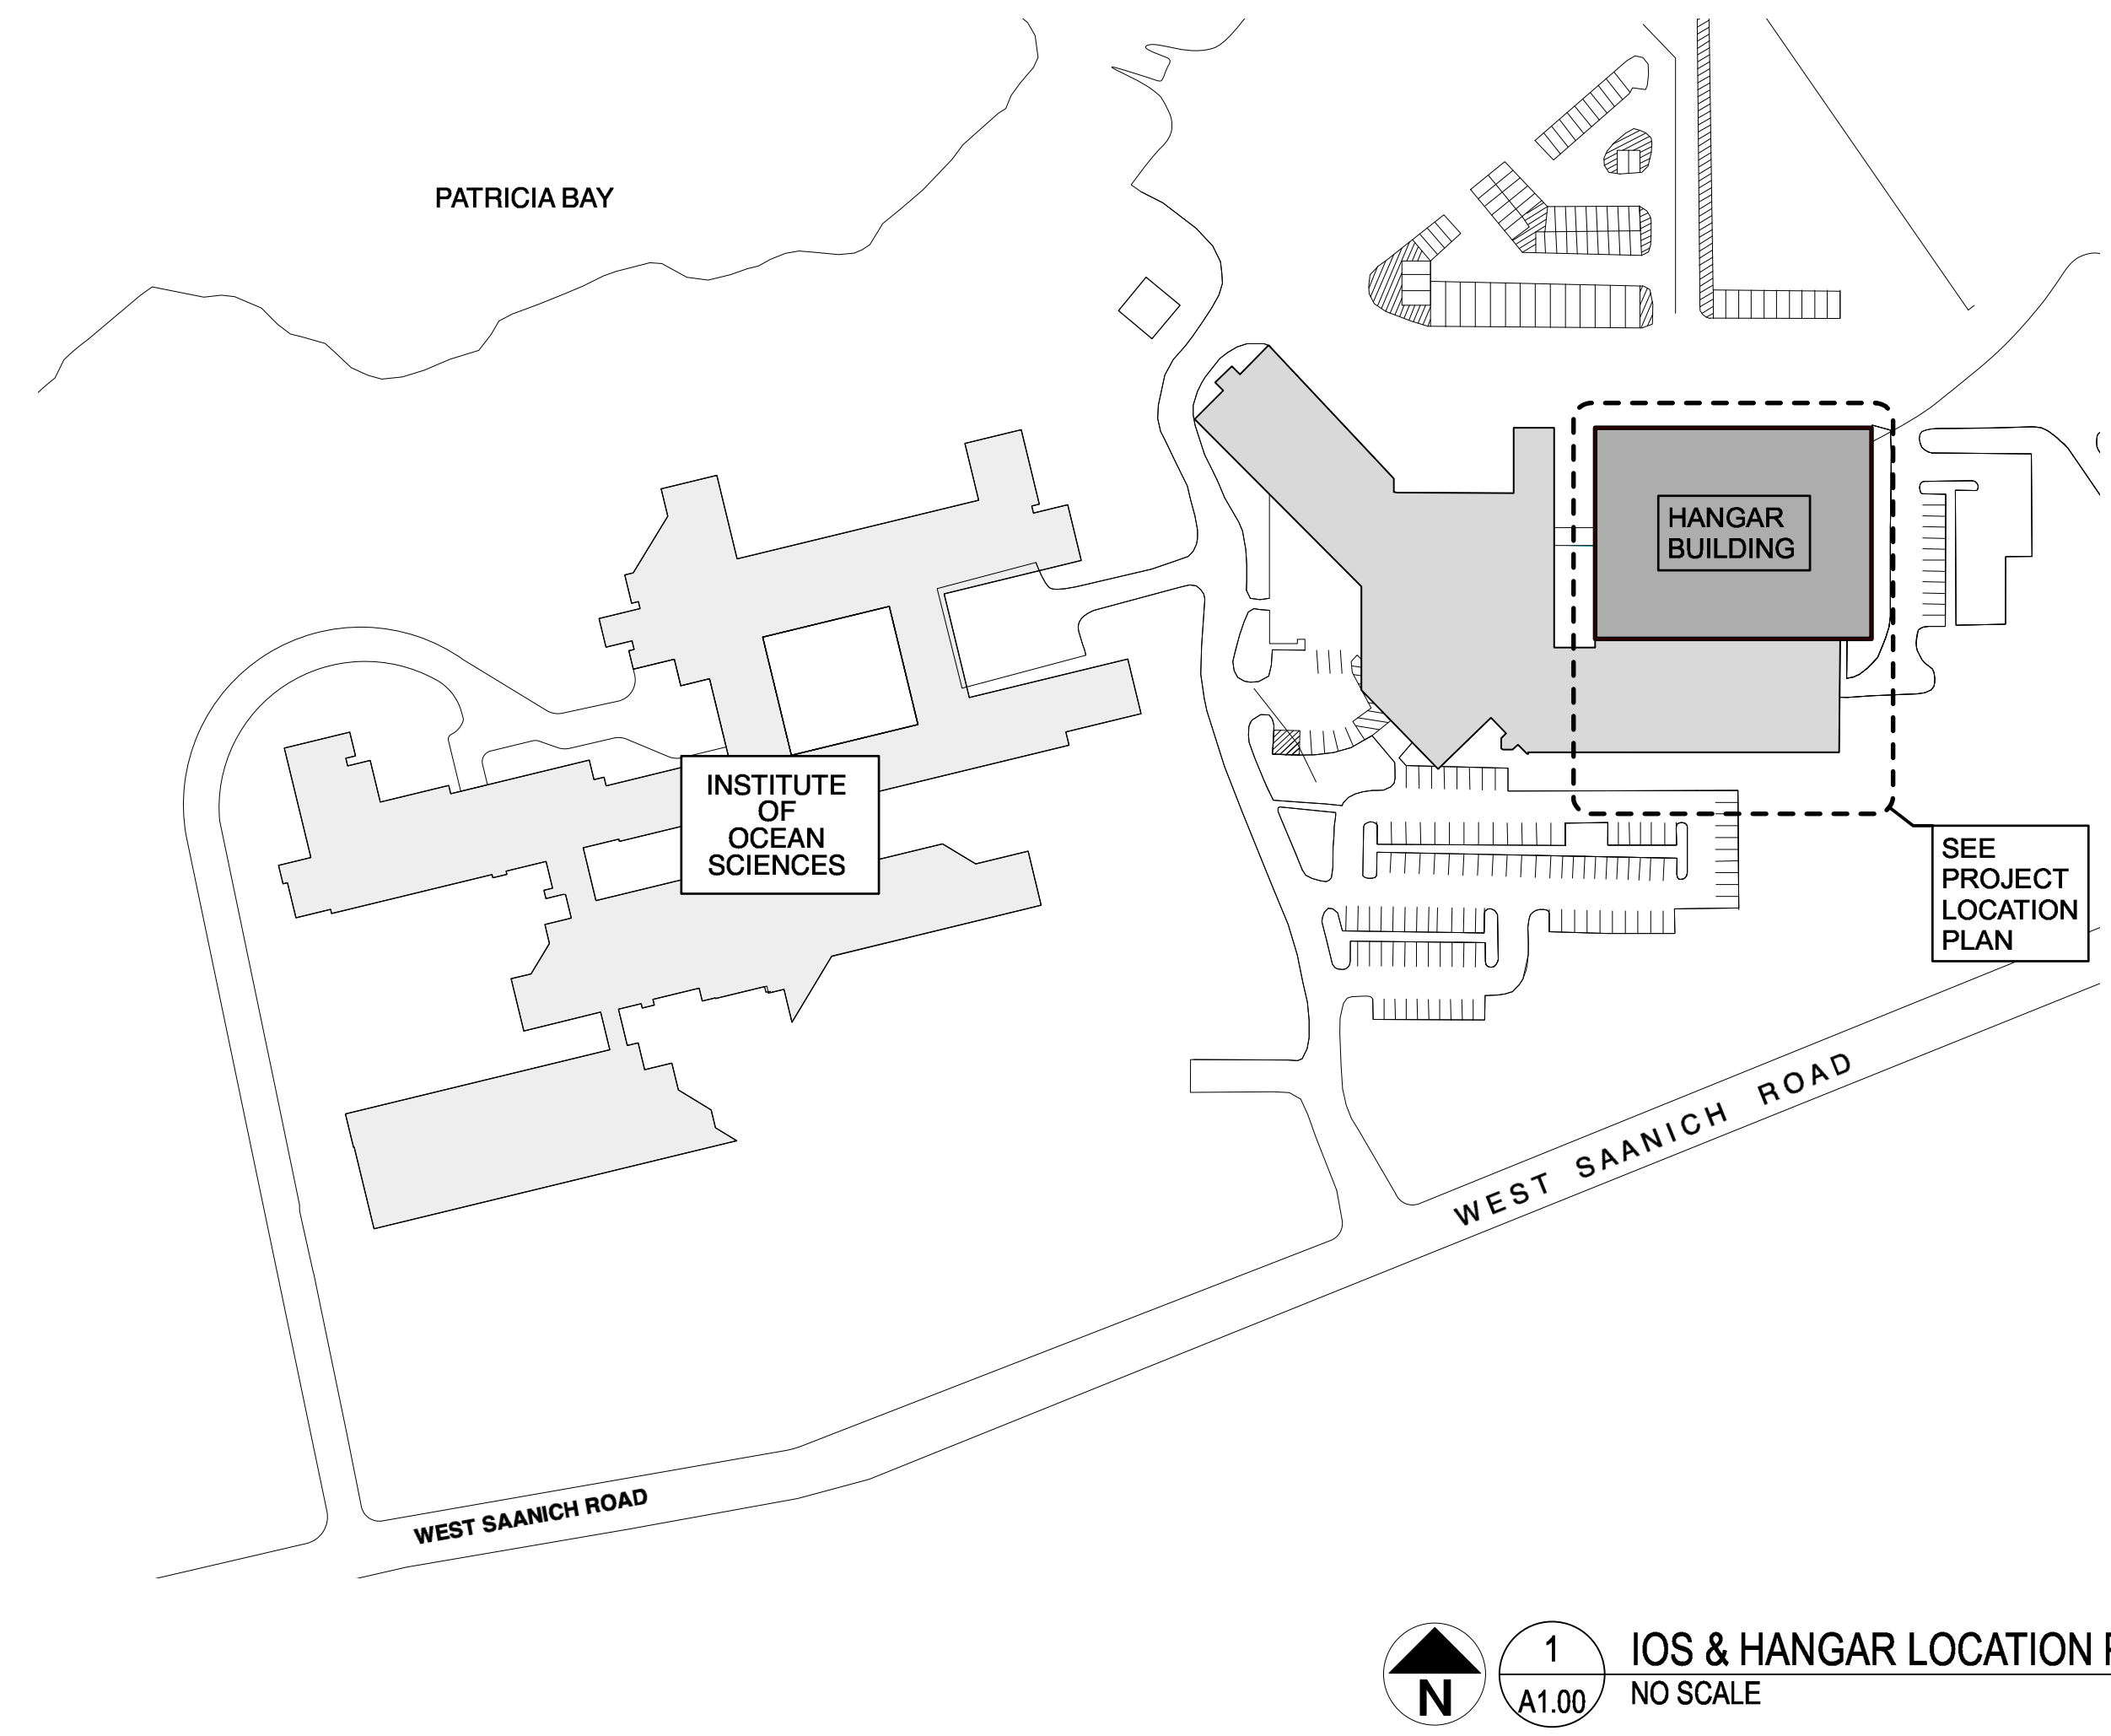 PATRICIA BAY
HANGAR
BUILDING
INSTITUTE
OF
OCEAN
SCIENCES
SEE
PROJECT
LOCATION
PLAN
WEST SAANICH ROAD
WEST SAANICH ROAD
N
1
A1.00
IOS & HANGAR LOCATION
NO SCALE